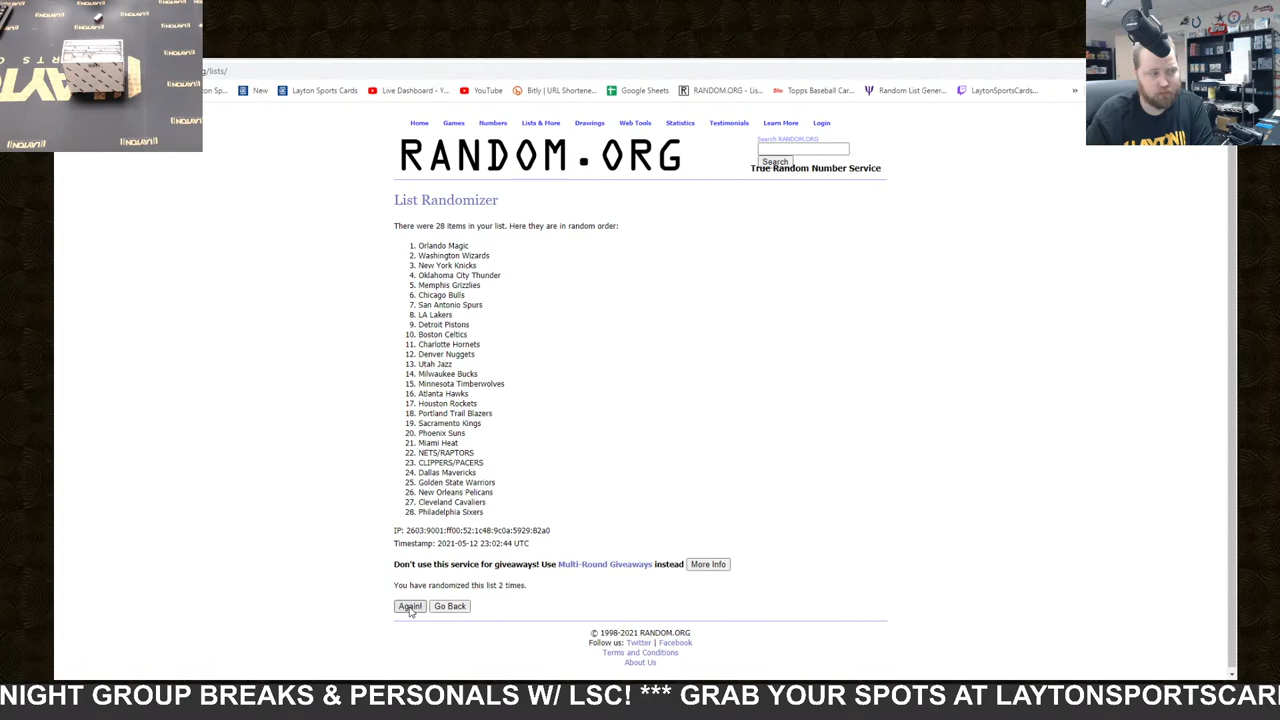 g/lists/
on Sp...
New
Layton Sports Cards
Live Dashboard - Y...
YouTube
Bitly | URL Shortene...
Google Sheets
RANDOM.ORG - Lis...
Topps Baseball Car...
Random List Gener...
LaytonSportsCards...
»
Home Games Numbers Lists & More Drawings Web Tools Statistics Testimonials Learn More Login
RANDOM.ORG
Search RANDOM.ORG
Search
True Random Number Service
List Randomizer
There were 28 items in your list. Here they are in random order:
1. Orlando Magic
2. Washington Wizards
3. New York Knicks
4. Oklahoma City Thunder
5. Memphis Grizzlies
6. Chicago Bulls
7. San Antonio Spurs
8. LA Lakers
9. Detroit Pistons
10. Boston Celtics
11. Charlotte Hornets
12. Denver Nuggets
13. Utah Jazz
14. Milwaukee Bucks
15. Minnesota Timberwolves
16. Atlanta Hawks
17. Houston Rockets
18. Portland Trail Blazers
19. Sacramento Kings
20. Phoenix Suns
21. Miami Heat
22. NETS/RAPTORS
23. CLIPPERS/PACERS
24. Dallas Mavericks
25. Golden State Warriors
26. New Orleans Pelicans
27. Cleveland Cavaliers
28. Philadelphia Sixers
IP: 2603:9001:ff00:52:1c48:9c0a:5929:82a0
Timestamp: 2021-05-12 23:02:44 UTC
Don't use this service for giveaways! Use Multi-Round Giveaways instead More Info
You have randomized this list 2 times.
Again! Go Back
© 1998-2021 RANDOM.ORG
Follow us: Twitter | Facebook
Terms and Conditions
About Us
NIGHT GROUP BREAKS & PERSONALS W/ LSC! *** GRAB YOUR SPOTS AT LAYTONSPORTSCAR